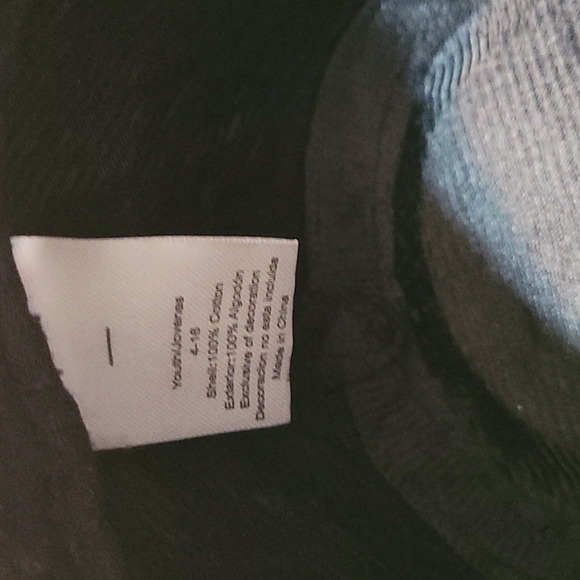 Youth/Jovenes
4-16
Shell:100% Cotton
Exterior:100% Algodón
Exclusive of decoration
Decoracion no esta incluida
Made in China